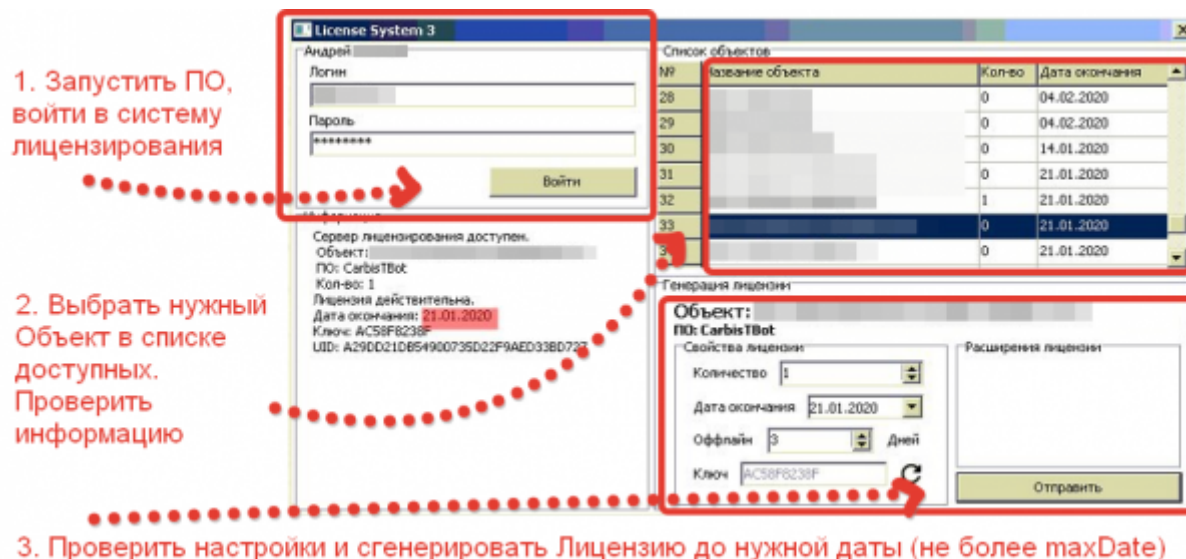 License System 3
Андрей
Логин
Пароль
********
Войти
1. Запустить ПО,
войти в систему
лицензирования
Список объектов
№ Название объекта Кол-во Дата окончания
28 0 04.02.2020
29 0 04.02.2020
30 0 14.01.2020
31 0 21.01.2020
32 1 21.01.2020
33 0 21.01.2020
0 21.01.2020
Информация
Сервер лицензирования доступен.
Объект:
ПО: CarbisTBot
Кол-во: 1
Лицензия действительна.
Дата окончания: 21.01.2020
Ключ: AC58F8238F
UID: A29DD21DB54900735D22F9AED33BD727
2. Выбрать нужный
Объект в списке
доступных.
Проверить
информацию
Генерация лицензии
Объект:
ПО: CarbisTBot
Свойства лицензии
Количество 1
Дата окончания 21.01.2020
Оффлайн 3 Дней
Ключ AC58F8238F
Расширения лицензии
Отправить
3. Проверить настройки и сгенерировать Лицензию до нужной даты (не более maxDate)